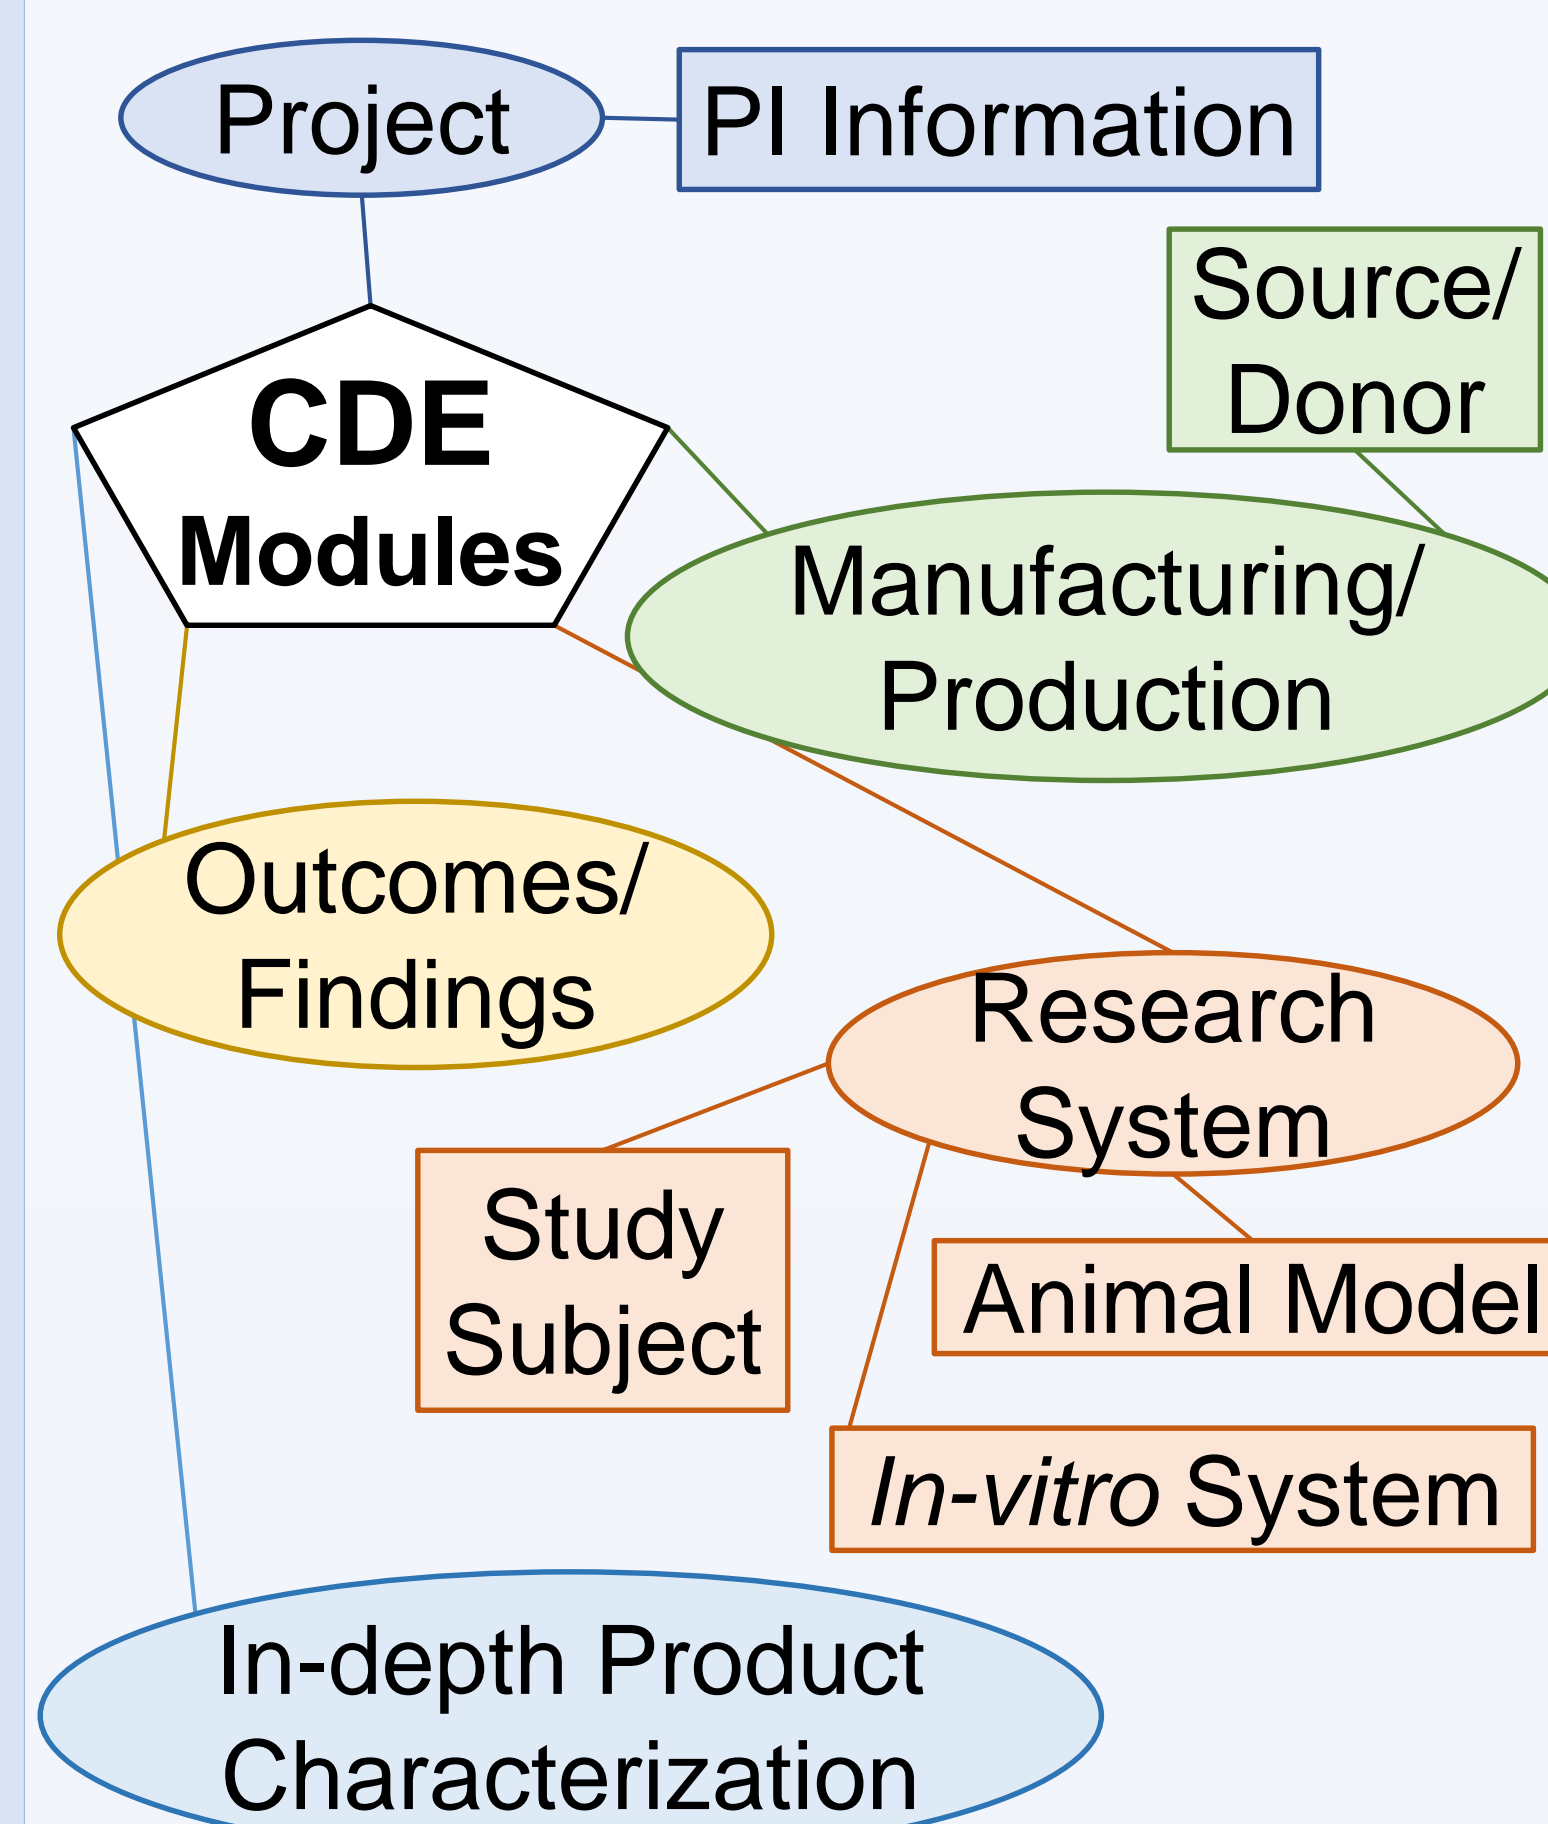 Project
PI Information
Source/
Donor
CDE
Modules
Manufacturing/
Production
Outcomes/
Findings
Research
System
Study
Subject
Animal Model
In-vitro System
In-depth Product
Characterization